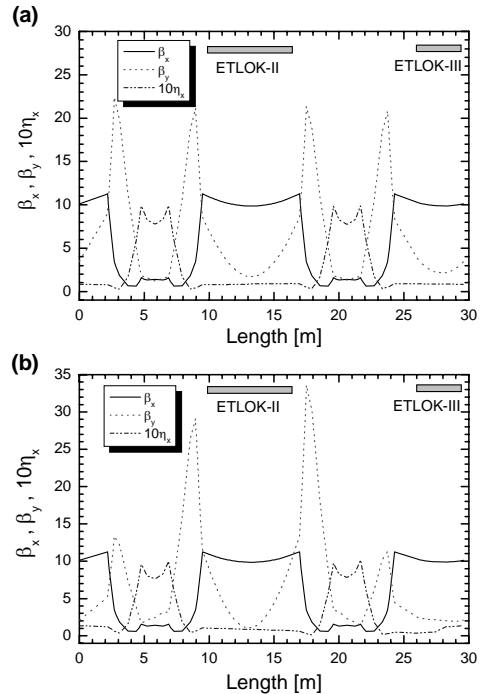 (a)
30
25
20
15
10
5
0
β_x , β_y , 10η_x
β_x
β_y
10η_x
ETLOK-II
ETLOK-III
0 5 10 15 20 25 30
Length [m]
(b)
35
30
25
20
15
10
5
0
β_x , β_y , 10η_x
β_x
β_y
10η_x
ETLOK-II
ETLOK-III
0 5 10 15 20 25 30
Length [m]